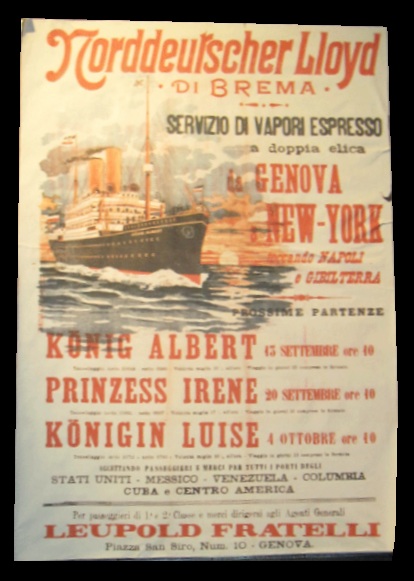 Norddeutscher Lloyd
· DI BREMA ·
SERVIZIO DI VAPORI ESPRESSO
a doppia elica
da GENOVA
a NEW-YORK
toccando NAPOLI
e GIBILTERRA
PROSSIME PARTENZE
KÖNIG ALBERT 13 SETTEMBRE ore 10
PRINZESS IRENE 20 SETTEMBRE ore 10
KÖNIGIN LUISE 4 OTTOBRE ore 10
ACCETTANDO PASSEGGIERI E MERCI PER TUTTI I PORTI DEGLI
STATI UNITI - MESSICO - VENEZUELA - COLUMBIA
CUBA e CENTRO AMERICA
Per passeggieri di 1ª e 2ª Classe e merci dirigersi agli Agenti Generali
LEUPOLD FRATELLI
Piazza San Siro, Num. 10 - GENOVA.